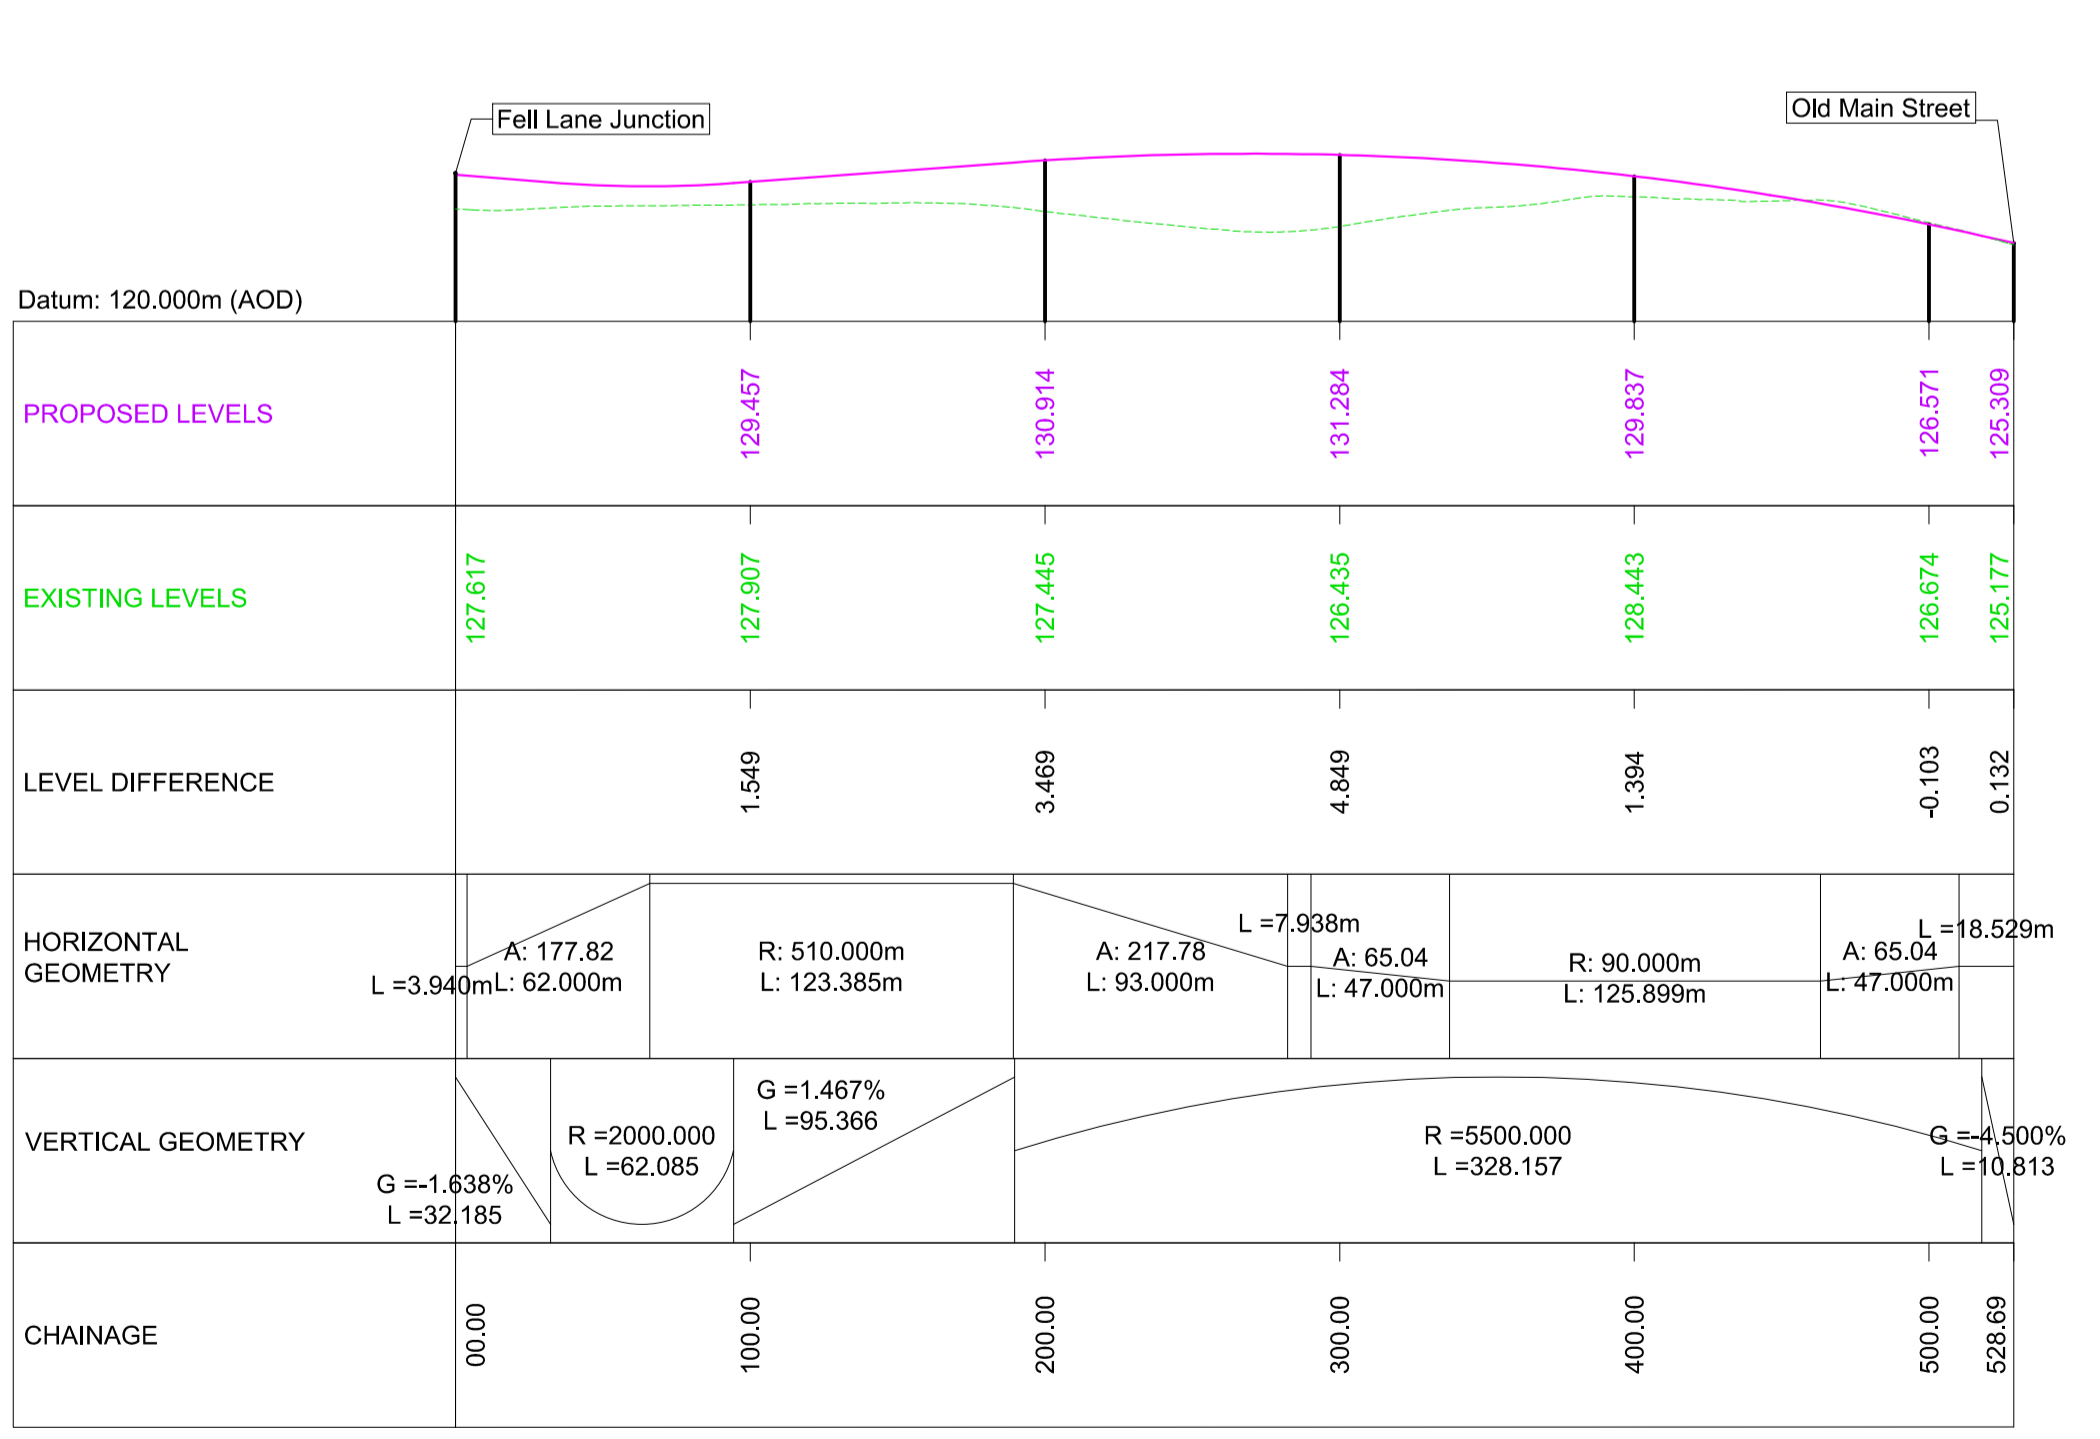 Fell Lane Junction
Old Main Street
Datum: 120.000m (AOD)
PROPOSED LEVELS
129.457
130.914
131.284
129.837
126.571
125.309
EXISTING LEVELS
127.617
127.907
127.445
126.435
128.443
126.674
125.177
LEVEL DIFFERENCE
1.549
3.469
4.849
1.394
-0.103
0.132
HORIZONTAL
GEOMETRY
L =3.940m
A: 177.82
L: 62.000m
R: 510.000m
L: 123.385m
A: 217.78
L: 93.000m
L =7.938m
A: 65.04
L: 47.000m
R: 90.000m
L: 125.899m
A: 65.04
L: 47.000m
L =18.529m
VERTICAL GEOMETRY
G =-1.638%
L =32.185
R =2000.000
L =62.085
G =1.467%
L =95.366
R =5500.000
L =328.157
G =-4.500%
L =10.813
CHAINAGE
000.00
100.00
200.00
300.00
400.00
500.00
528.69